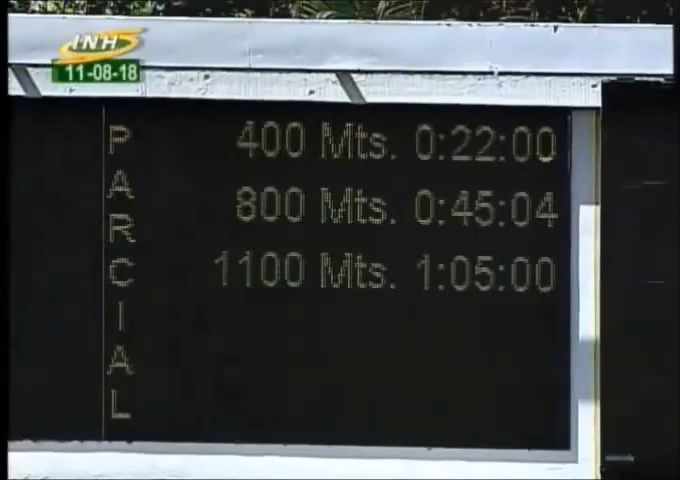 INH
11-08-18
PARCIAL
400 Mts. 0:22:00
800 Mts. 0:45:04
1100 Mts. 1:05:00